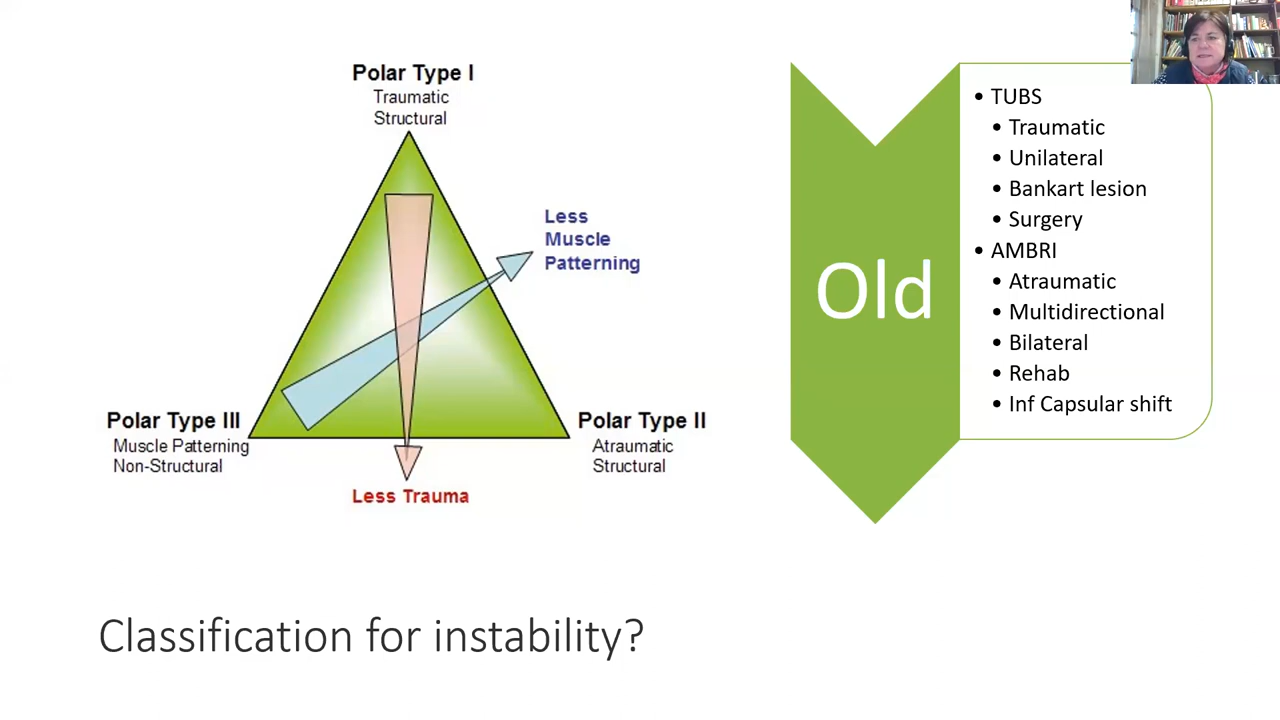 Polar Type I
Traumatic
Structural
Less
Muscle
Patterning
Polar Type III
Muscle Patterning
Non-Structural
Polar Type II
Atraumatic
Structural
Less Trauma
Old
• TUBS
• Traumatic
• Unilateral
• Bankart lesion
• Surgery
• AMBRI
• Atraumatic
• Multidirectional
• Bilateral
• Rehab
• Inf Capsular shift
Classification for instability?